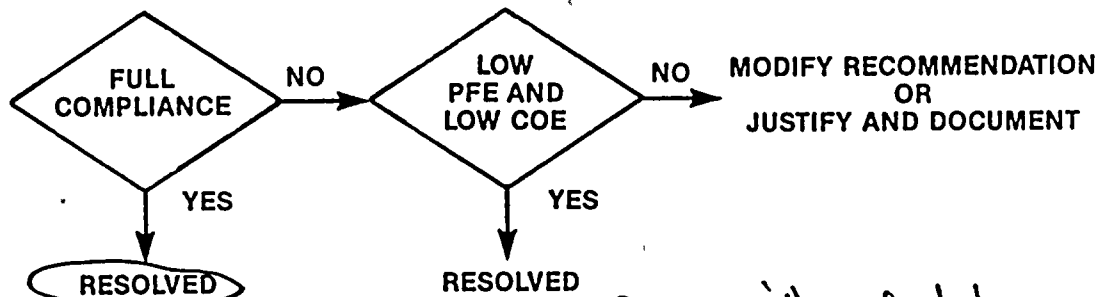 FULL
COMPLIANCE
NO
LOW
PFE AND
LOW COE
NO
MODIFY RECOMMENDATION
OR
JUSTIFY AND DOCUMENT
YES
YES
RESOLVED
RESOLVED